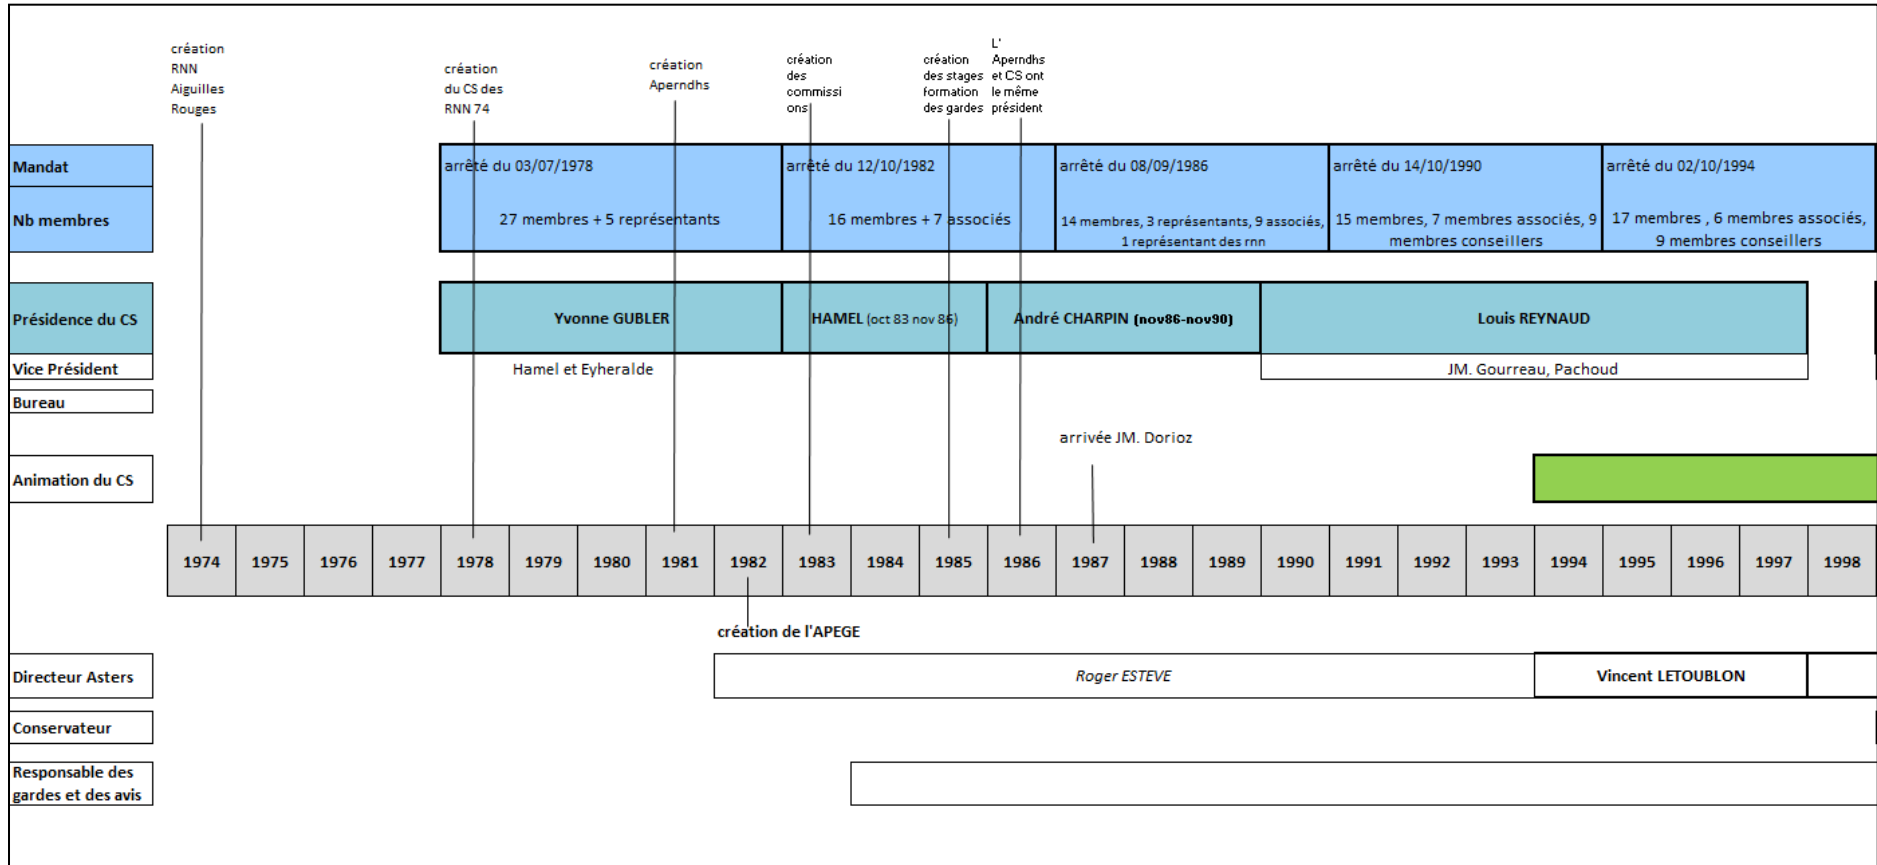 création
RNN
Aiguilles
Rouges
création
du CS des
RNN 74
création
Aperndhs
création
des
commissi
ons
création
des stages
formation
des gardes
L'
Aperndhs
et CS ont
le même
président
Mandat
arrêté du 03/07/1978
arrêté du 12/10/1982
arrêté du 08/09/1986
arrêté du 14/10/1990
arrêté du 02/10/1994
Nb membres
27 membres + 5 représentants
16 membres + 7 associés
14 membres, 3 représentants, 9 associés,
1 représentant des rnn
15 membres, 7 membres associés, 9
membres conseillers
17 membres , 6 membres associés,
9 membres conseillers
Présidence du CS
Yvonne GUBLER
HAMEL (oct 83 nov 86)
André CHARPIN (nov86-nov90)
Louis REYNAUD
Vice Président
Hamel et Eyheralde
JM. Gourreau, Pachoud
Bureau
arrivée JM. Dorioz
Animation du CS
1974 1975 1976 1977 1978 1979 1980 1981 1982 1983 1984 1985 1986 1987 1988 1989 1990 1991 1992 1993 1994 1995 1996 1997 1998
création de l'APEGE
Directeur Asters
Roger ESTEVE
Vincent LETOUBLON
Conservateur
Responsable des
gardes et des avis